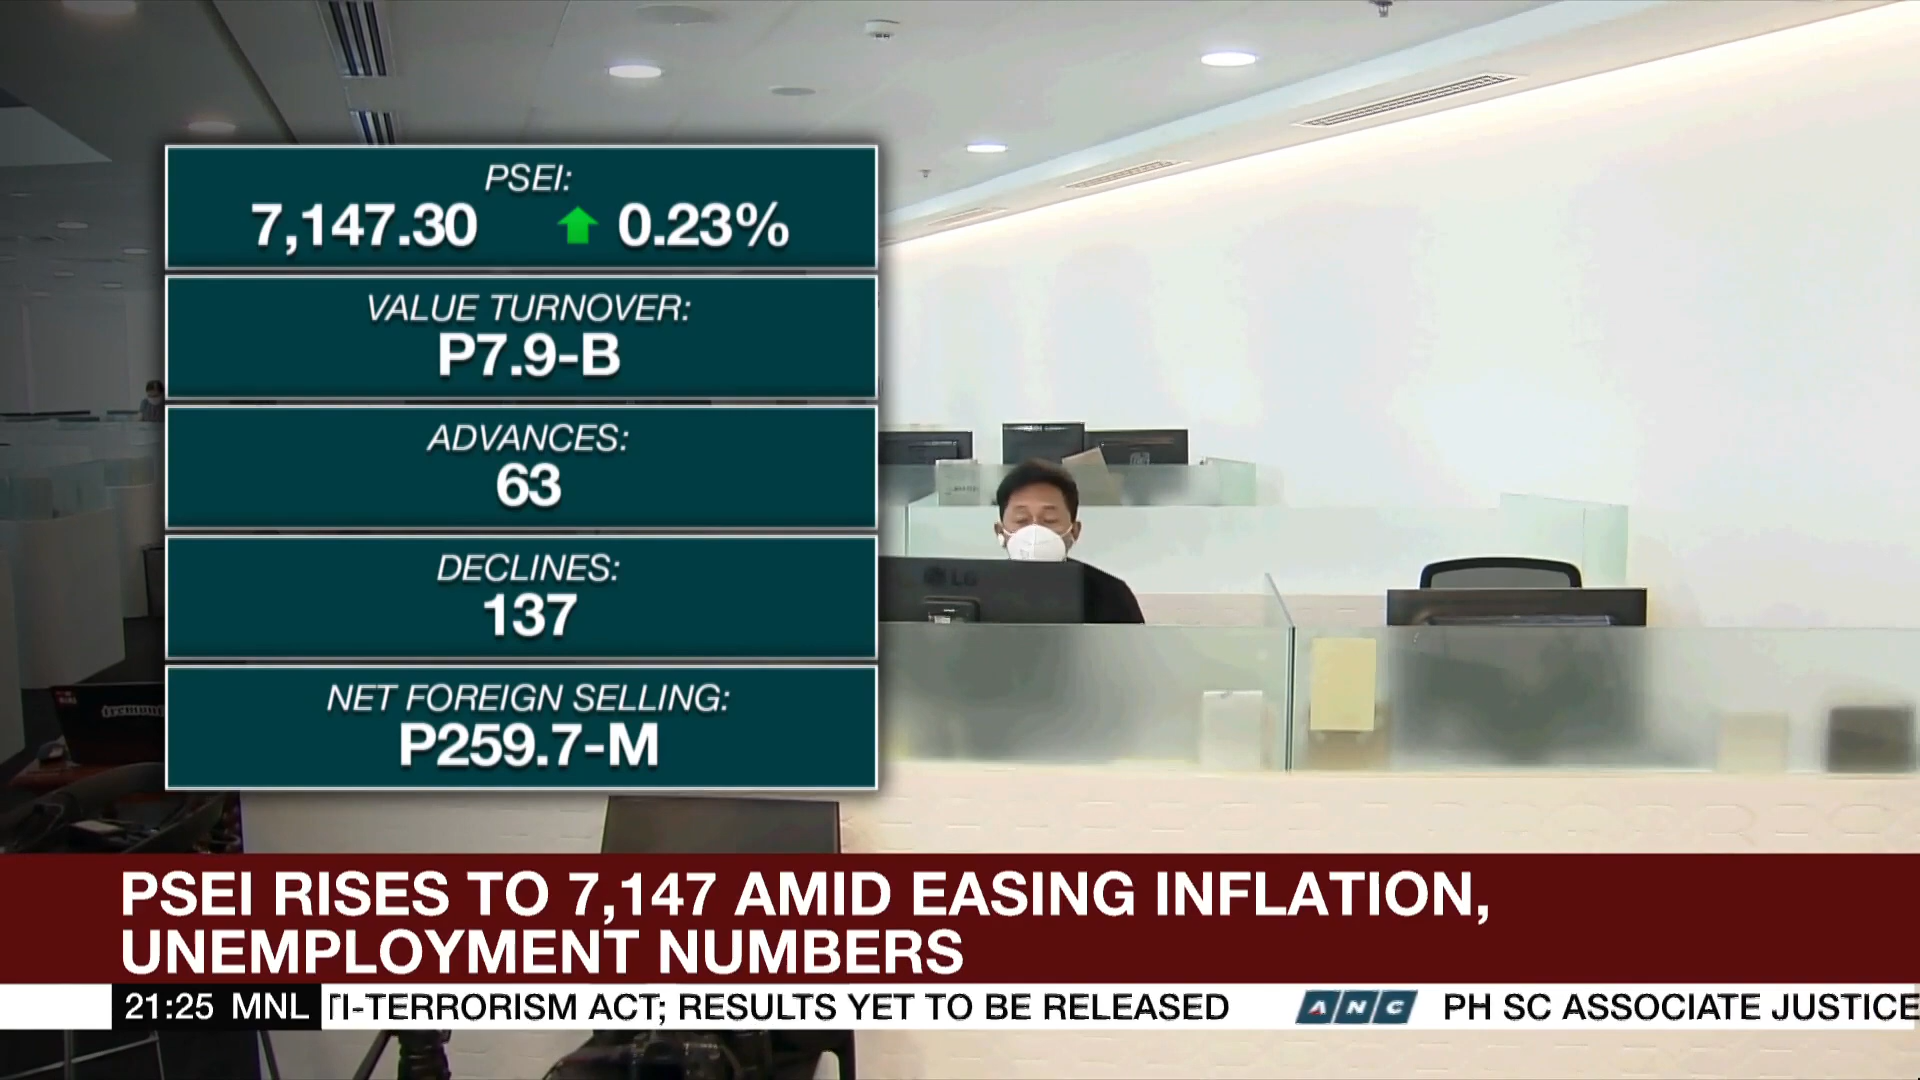 PSEI:
7,147.30 0.23%
VALUE TURNOVER:
P7.9-B
ADVANCES:
63
DECLINES:
137
NET FOREIGN SELLING:
P259.7-M
LG
tremont
PSEI RISES TO 7,147 AMID EASING INFLATION,
UNEMPLOYMENT NUMBERS
21:25 MNL TI-TERRORISM ACT; RESULTS YET TO BE RELEASED ANC PH SC ASSOCIATE JUSTICE